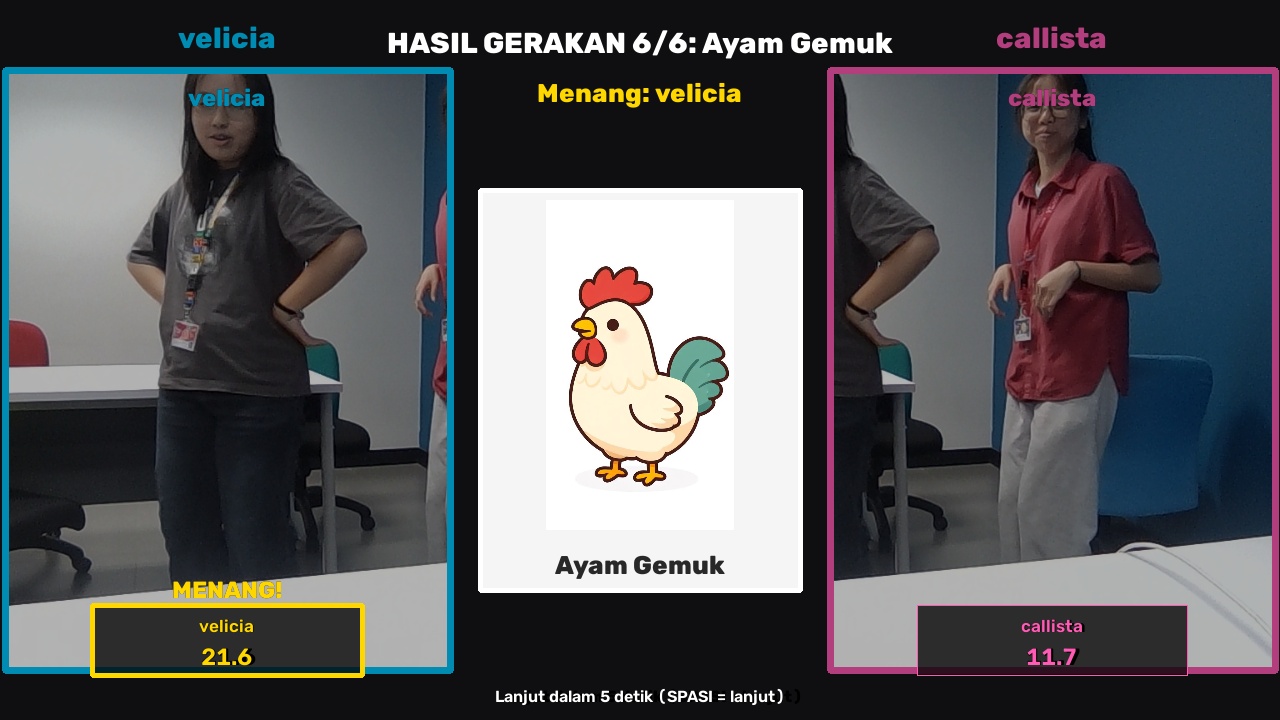 velicia
HASIL GERAKAN 6/6: Ayam Gemuk
callista
Menang: velicia
velicia
callista
Ayam Gemuk
MENANG!
velicia
21.6
callista
11.7
Lanjut dalam 5 detik (SPASI = lanjut)